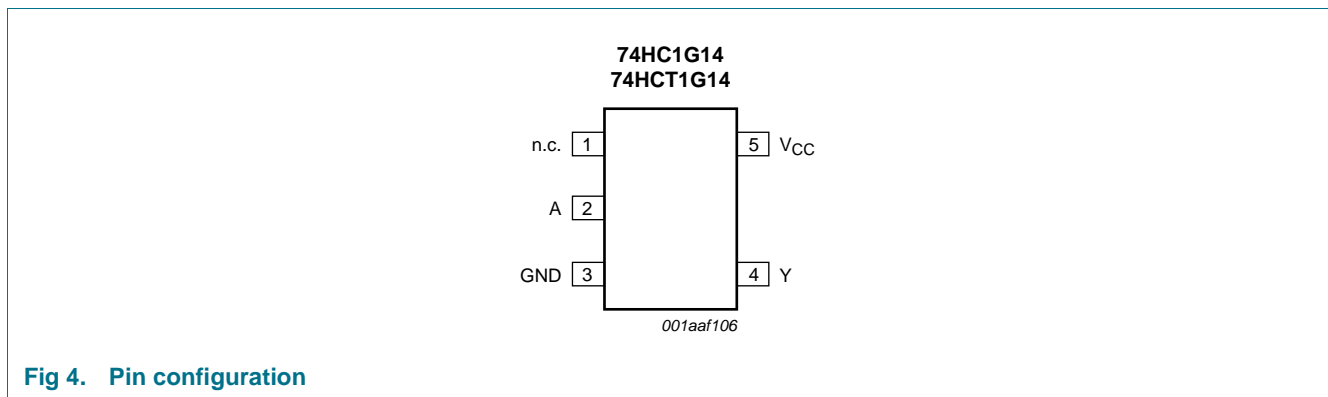 74HC1G14
74HCT1G14
n.c. 1 5 VCC
A 2
GND 3 4 Y
001aaf106
Fig 4. Pin configuration